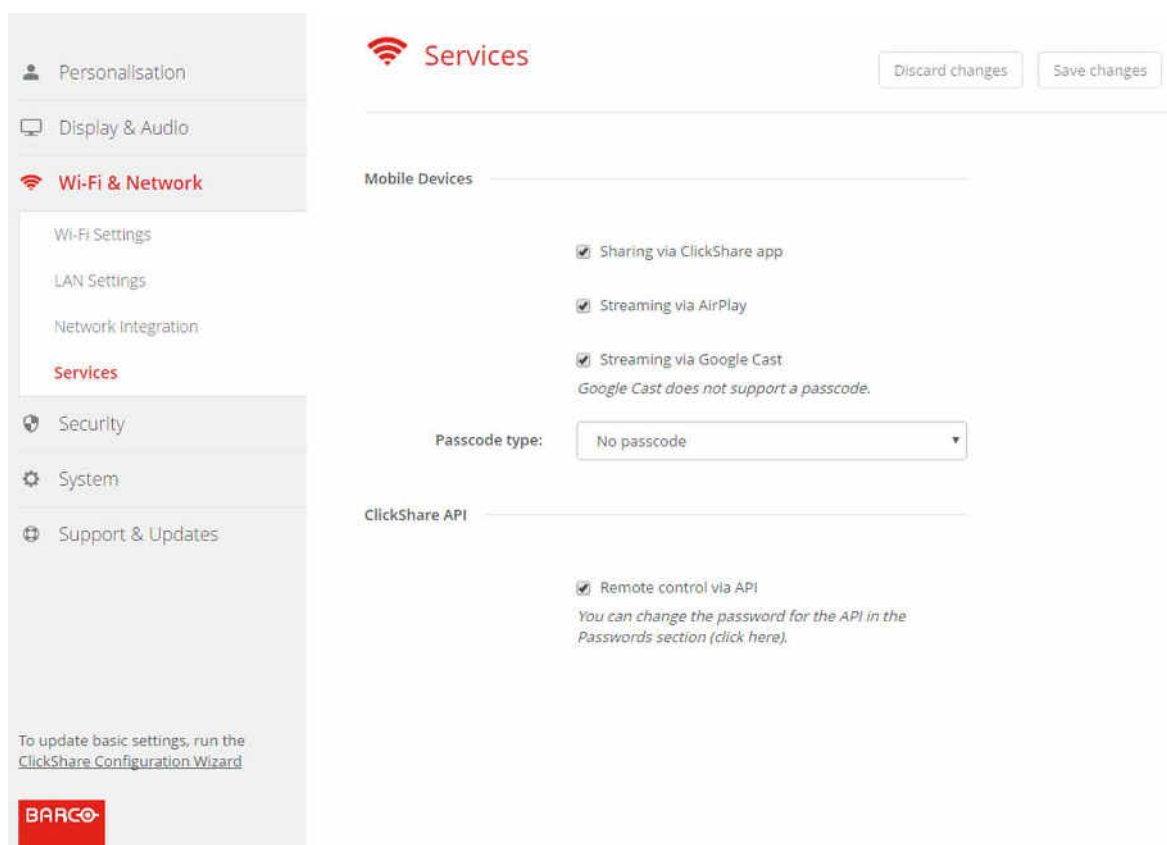 Personalisation
Display & Audio
Wi-Fi & Network
Wi-Fi Settings
LAN Settings
Network Integration
Services
Security
System
Support & Updates
To update basic settings, run the
ClickShare Configuration Wizard
BARCO
Services
Discard changes
Save changes
Mobile Devices
Sharing via ClickShare app
Streaming via AirPlay
Streaming via Google Cast
Google Cast does not support a passcode.
Passcode type:
No passcode
ClickShare API
Remote control via API
You can change the password for the API in the
Passwords section (click here).